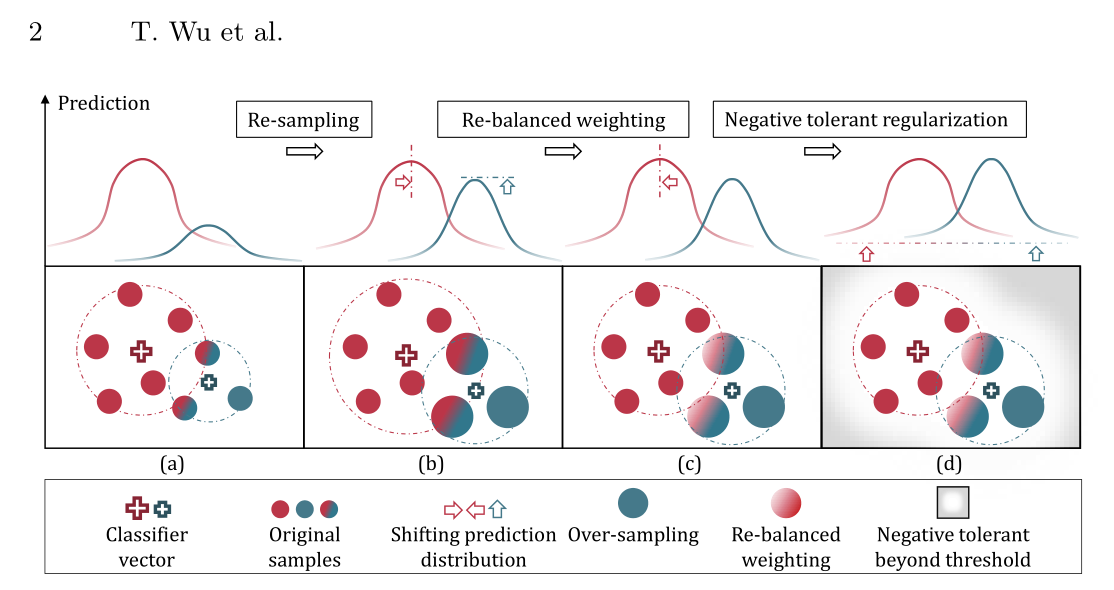 2 T. Wu et al.
Prediction
Re-sampling
Re-balanced weighting
Negative tolerant regularization
(a)
(b)
(c)
(d)
Classifier
vector
Original
samples
Shifting prediction
distribution
Over-sampling
Re-balanced
weighting
Negative tolerant
beyond threshold